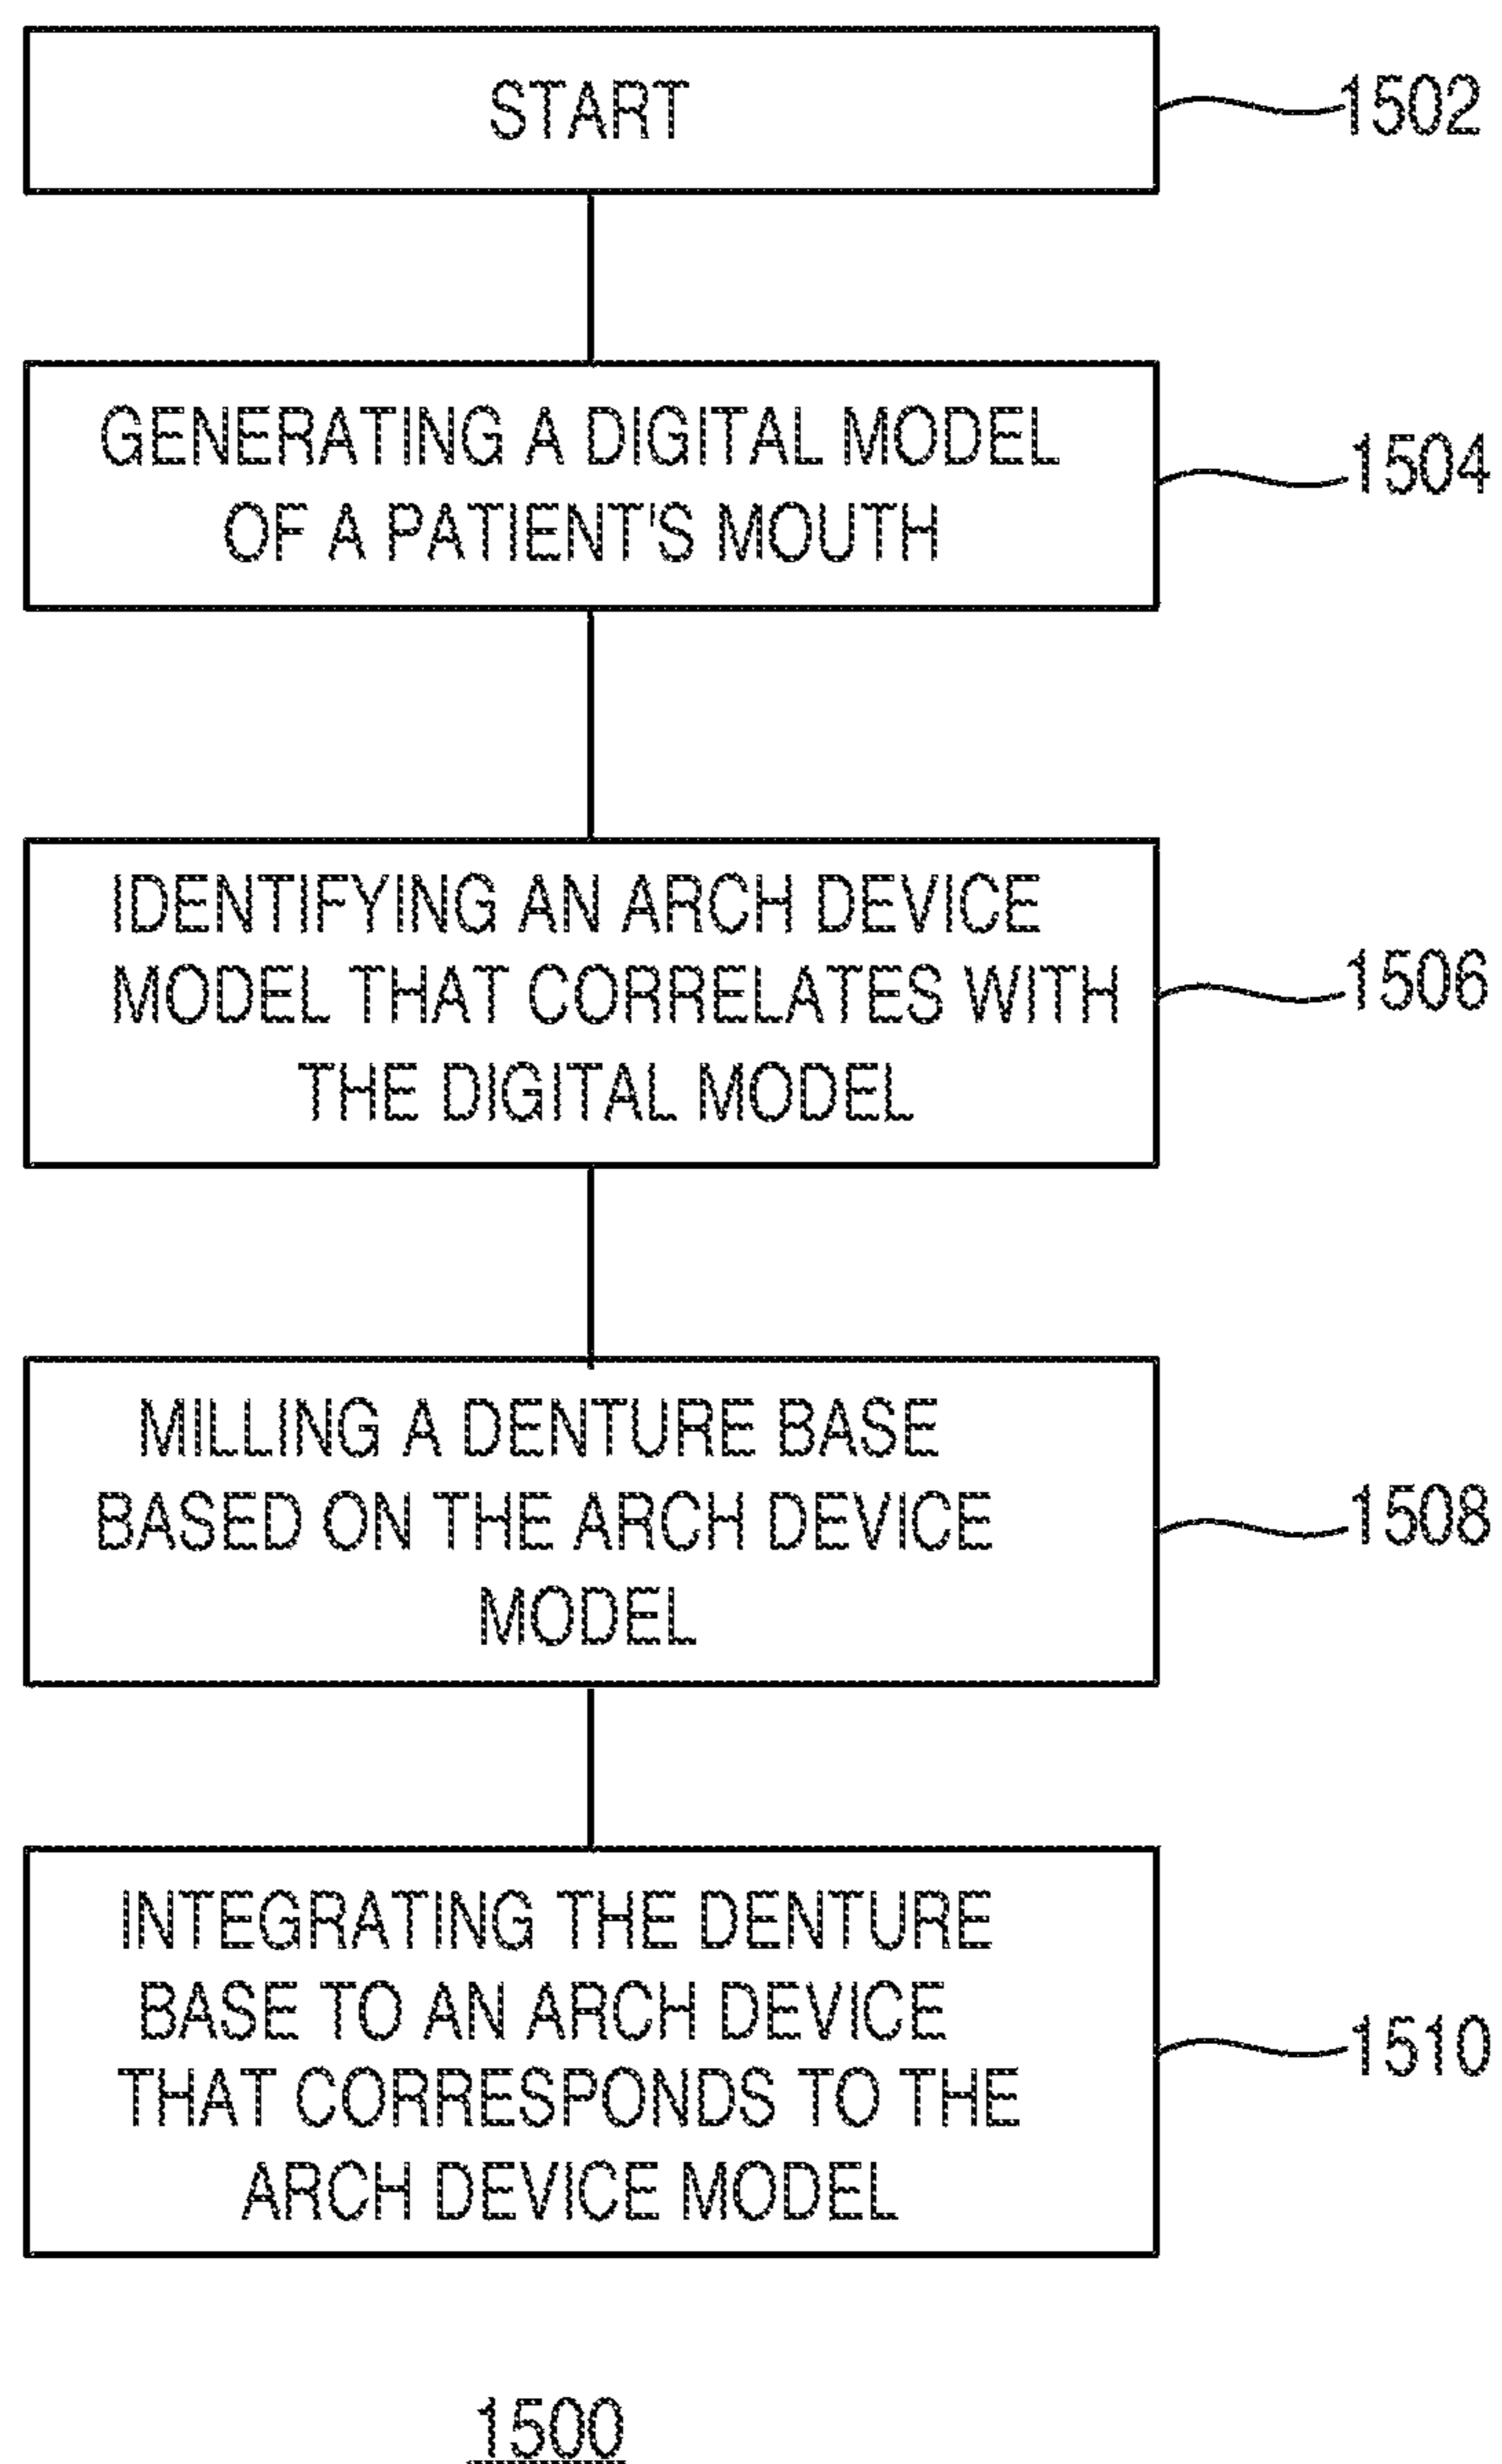 START
1502
GENERATING A DIGITAL MODEL
OF A PATIENT'S MOUTH
1504
IDENTIFYING AN ARCH DEVICE
MODEL THAT CORRELATES WITH
THE DIGITAL MODEL
1506
MILLING A DENTURE BASE
BASED ON THE ARCH DEVICE
MODEL
1508
INTEGRATING THE DENTURE
BASE TO AN ARCH DEVICE
THAT CORRESPONDS TO THE
ARCH DEVICE MODEL
1510
1500